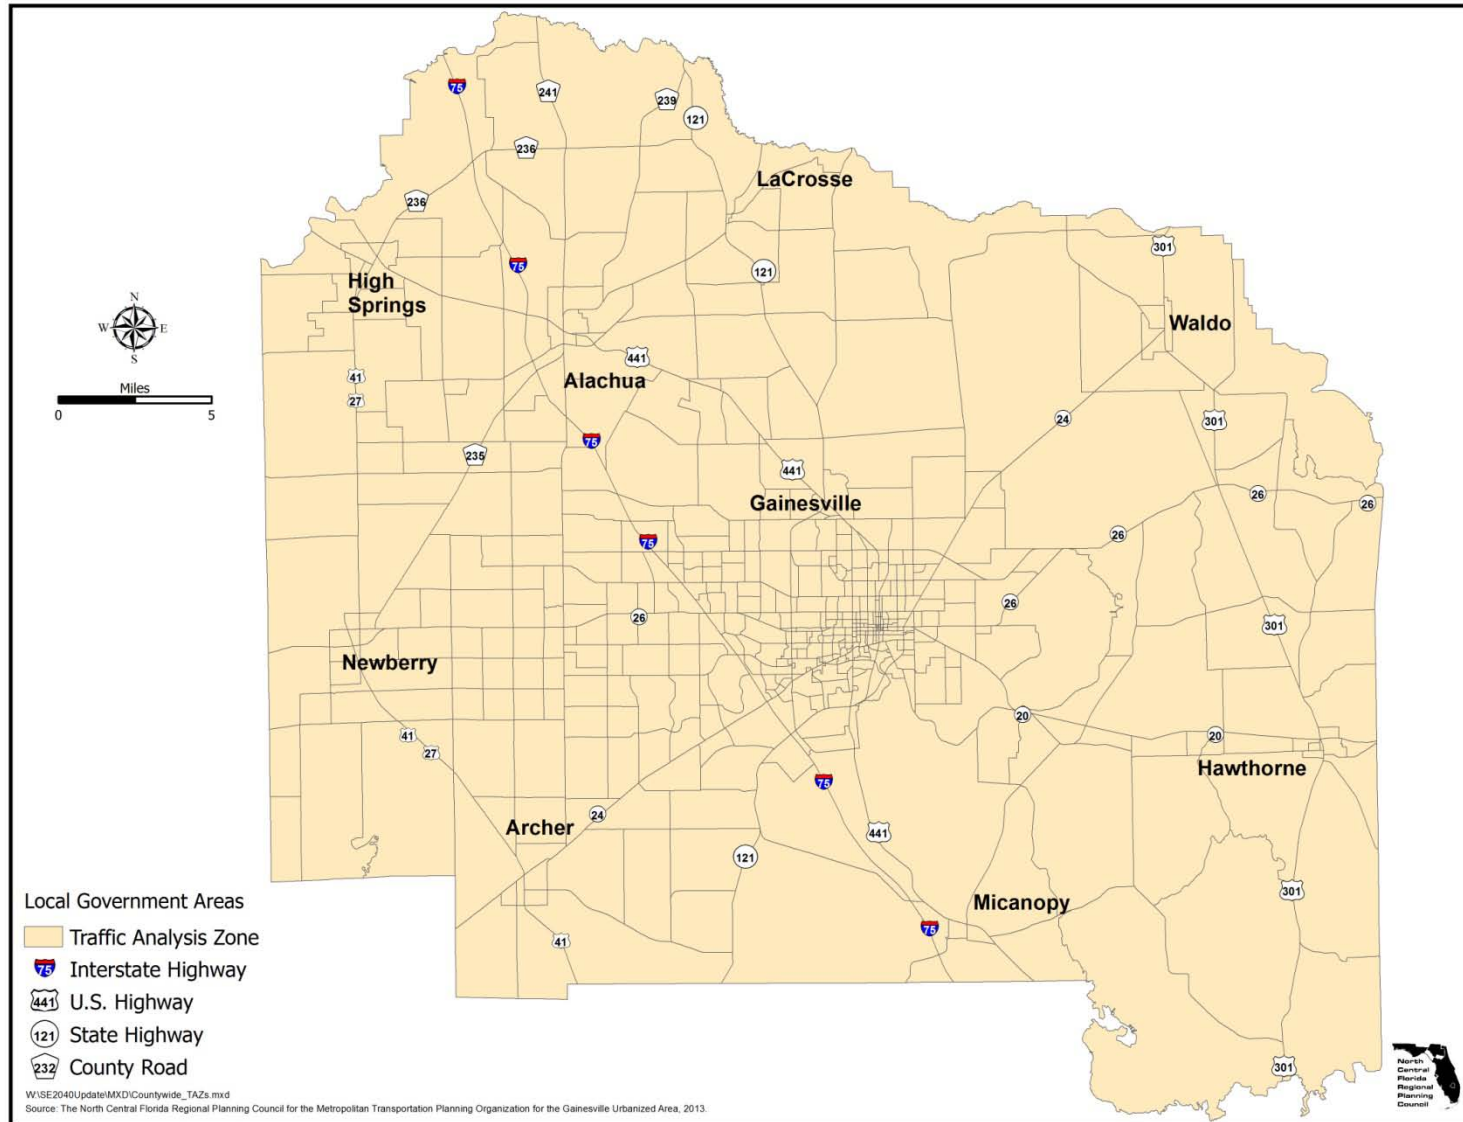 75
241
239
121
236
LaCrosse
236
301
75
121
High
Springs
N
W
E
S
Waldo
441
Alachua
41
Miles
27
0
5
24
301
75
235
441
26
Gainesville
26
26
75
26
26
301
Newberry
20
41
20
27
Hawthorne
75
24
Archer
441
121
301
Local Government Areas
Micanopy
75
Traffic Analysis Zone
41
75 Interstate Highway
441 U.S. Highway
121 State Highway
232 County Road
301
North
Central
Florida
Regional
Planning
Council
W:\SE2040Update\MXD\Countywide_TAZs.mxd
Source: The North Central Florida Regional Planning Council for the Metropolitan Transportation Planning Organization for the Gainesville Urbanized Area, 2013.